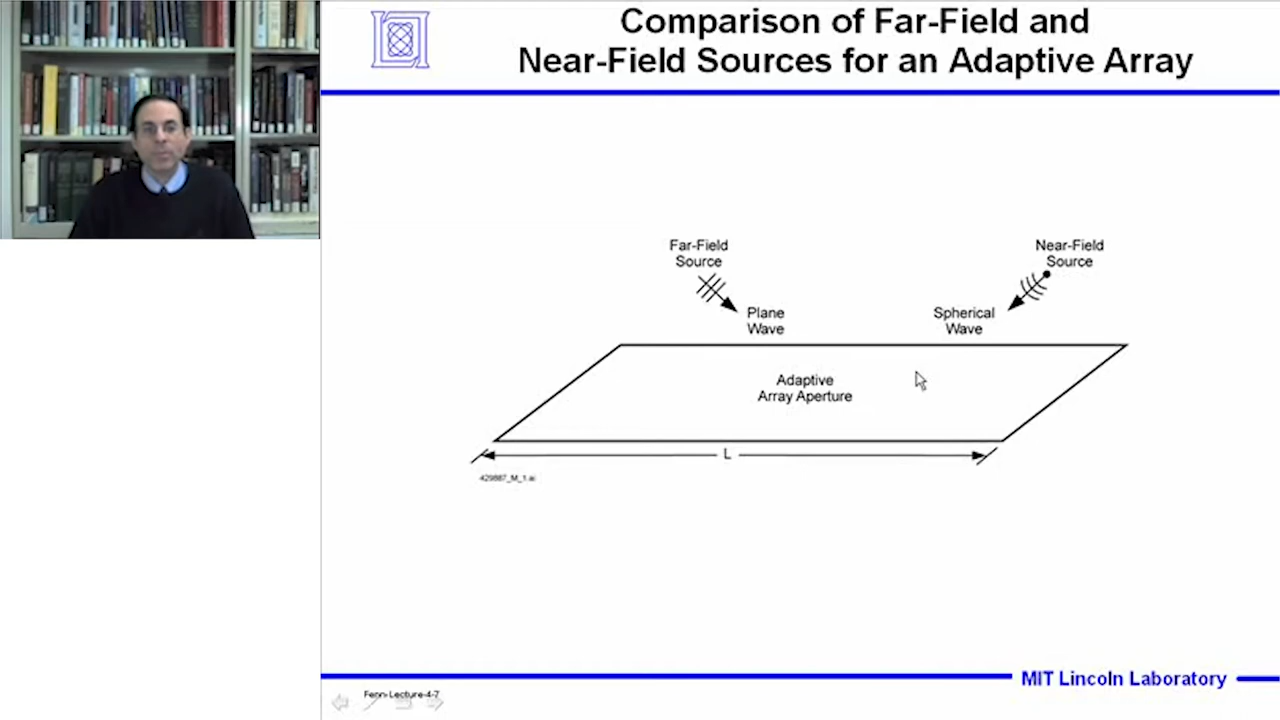 Comparison of Far-Field and
Near-Field Sources for an Adaptive Array
Far-Field
Source
Near-Field
Source
Plane
Wave
Spherical
Wave
Adaptive
Array Aperture
L
429887_M_1.ai
MIT Lincoln Laboratory
Fenn-Lecture-4-7